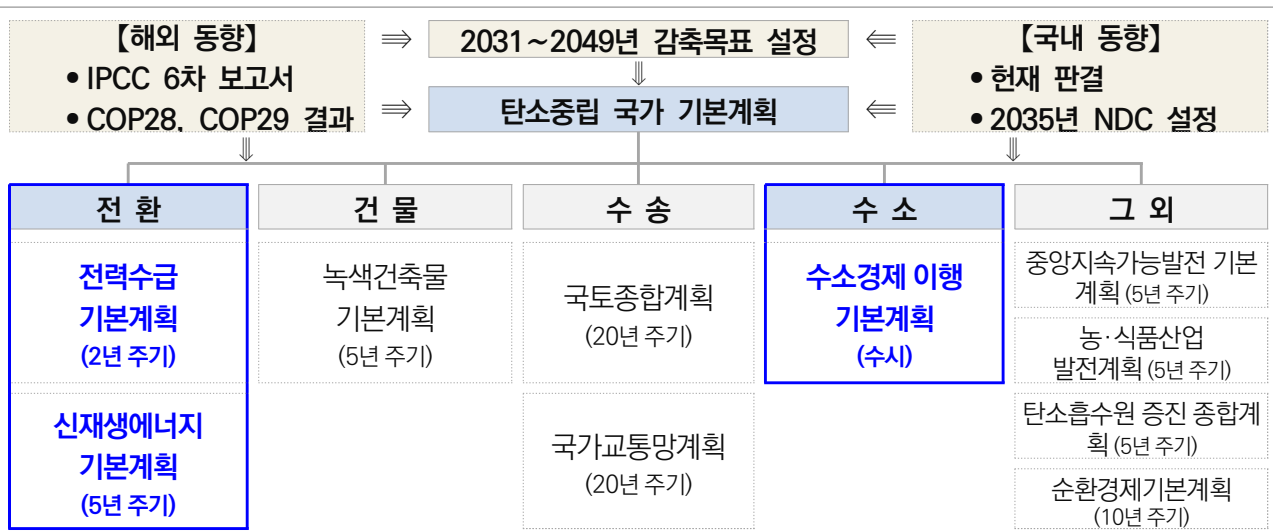 【해외 동향】
• IPCC 6차 보고서
• COP28, COP29 결과
⇒
2031~2049년 감축목표 설정
⇐
【국내 동향】
• 헌재 판결
• 2035년 NDC 설정
⇓
⇒
탄소중립 국가 기본계획
⇐
⇓
⇓
전 환
건 물
수 송
수 소
그 외
전력수급
기본계획
(2년 주기)
신재생에너지
기본계획
(5년 주기)
녹색건축물
기본계획
(5년 주기)
국토종합계획
(20년 주기)
국가교통망계획
(20년 주기)
수소경제 이행
기본계획
(수시)
중앙지속가능발전 기본
계획 (5년 주기)
농·식품산업
발전계획 (5년 주기)
탄소흡수원 증진 종합계
획 (5년 주기)
순환경제기본계획
(10년 주기)